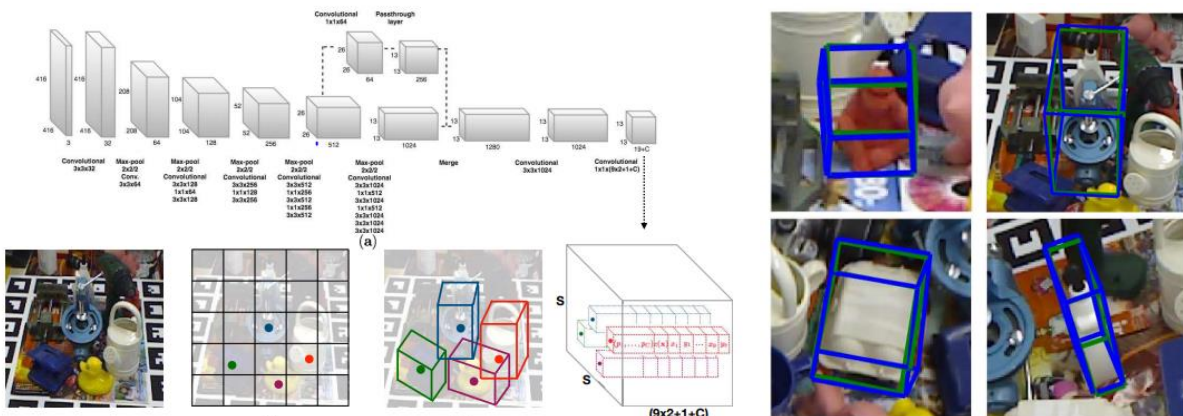 Convolutional
1x1x64
Passthrough
layer
26
26
64
13
13
256
416
416
3
416
416
32
208
208
64
104
104
128
52
52
256
26
26
512
13
13
1024
13
13
1280
13
13
1024
13
13
19+C
Convolutional
3x3x32
Max-pool
2x2/2
Conv.
3x3x64
Max-pool
2x2/2
Convolutional
3x3x128
1x1x64
3x3x128
Max-pool
2x2/2
Convolutional
3x3x256
1x1x128
3x3x256
Max-pool
2x2/2
Convolutional
3x3x512
1x1x256
3x3x512
1x1x256
3x3x512
Max-pool
2x2/2
Convolutional
3x3x1024
1x1x512
3x3x1024
1x1x512
3x3x1024
3x3x1024
3x3x1024
Merge
Convolutional
3x3x1024
Convolutional
1x1x(9x2+1+C)
(a)
S
S
(9x2+1+C)